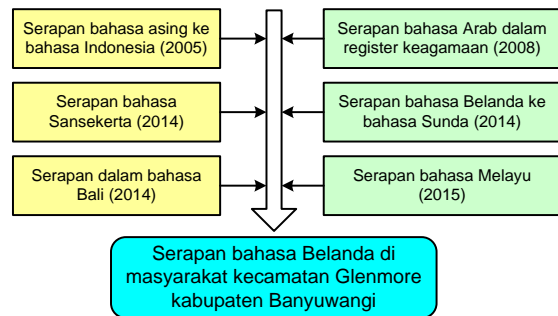 Serapan bahasa asing ke
bahasa Indonesia (2005)
Serapan bahasa Arab dalam
register keagamaan (2008)
Serapan bahasa
Sansekerta (2014)
Serapan bahasa Belanda ke
bahasa Sunda (2014)
Serapan dalam bahasa
Bali (2014)
Serapan bahasa Melayu
(2015)
Serapan bahasa Belanda di
masyarakat kecamatan Glenmore
kabupaten Banyuwangi